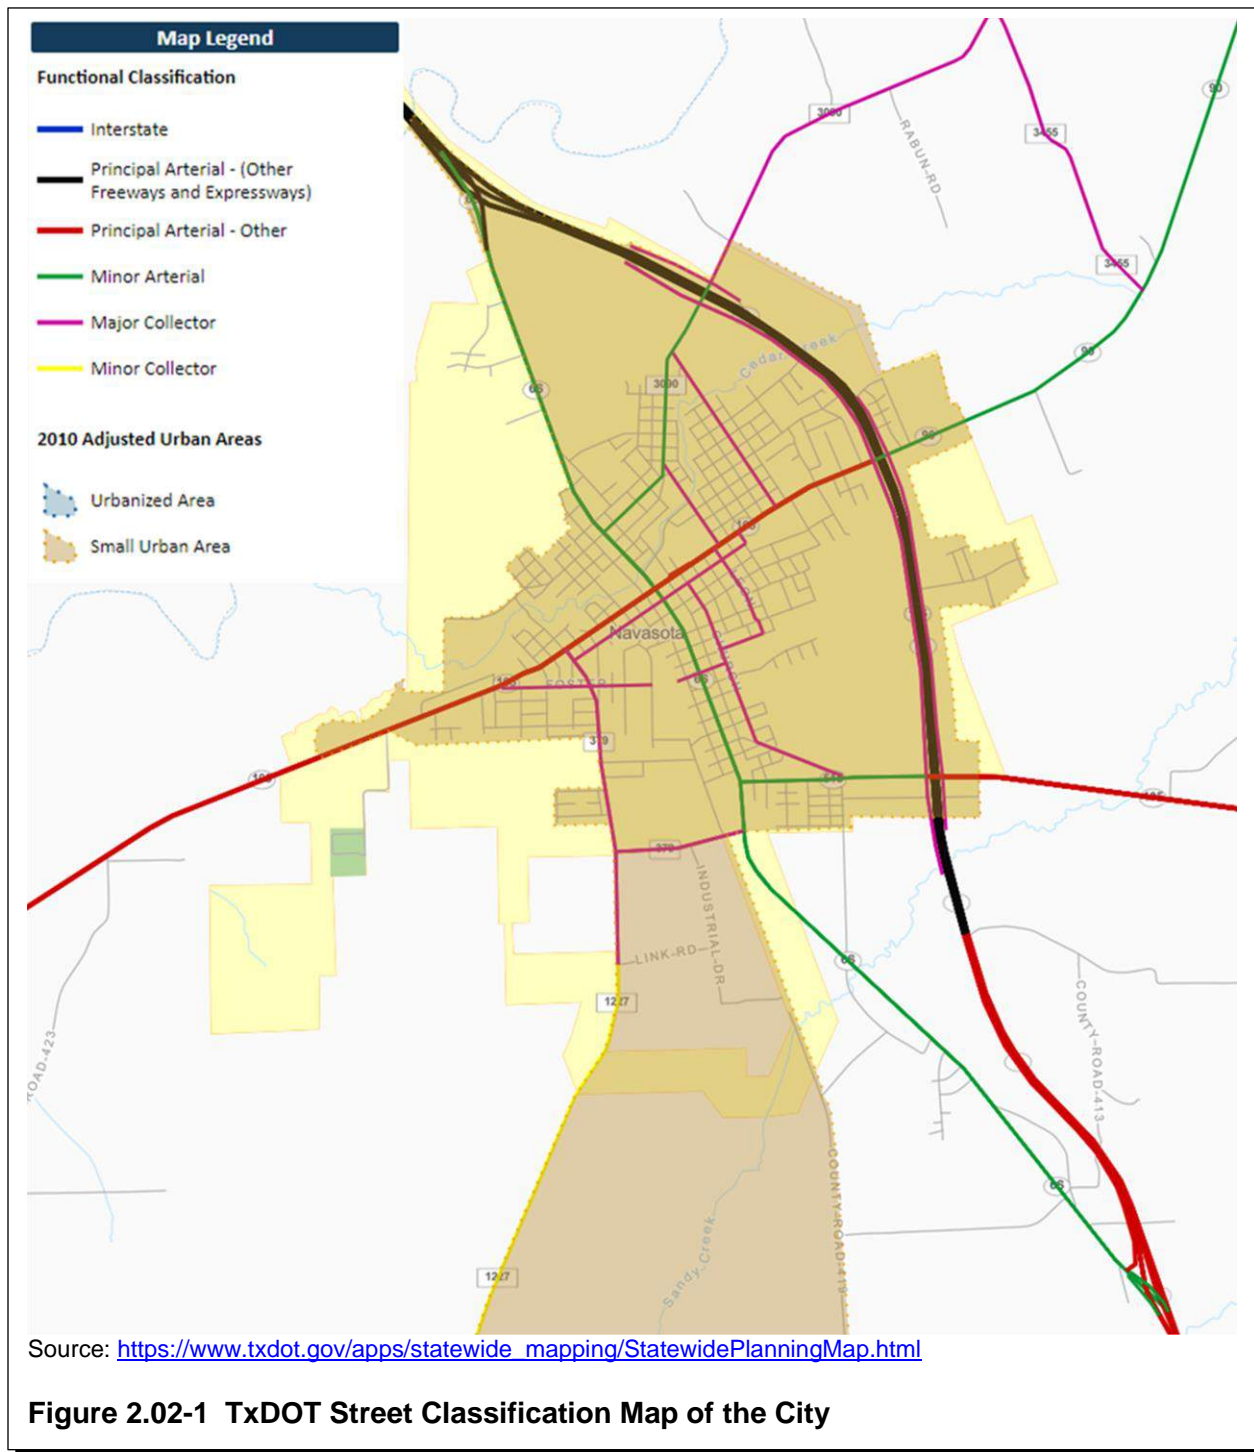 Map Legend
Functional Classification
Interstate
Principal Arterial - (Other
Freeways and Expressways)
Principal Arterial - Other
Minor Arterial
Major Collector
Minor Collector
2010 Adjusted Urban Areas
Urbanized Area
Small Urban Area
90
3090
RABUN-RD
3455
3455
90
Cedar Creek
6S
3090
90
105
Navasota
FOSTER
105
6S
CHURCH
379
105
105
379
INDUSTRIAL-DR
LINK-RD
6S
1227
COUNTY-ROAD-413
ROAD-423
6S
COUNTY-ROAD-419
Sandy Creek
1227
Source: https://www.txdot.gov/apps/statewide_mapping/StatewidePlanningMap.html
Figure 2.02-1 TxDOT Street Classification Map of the City